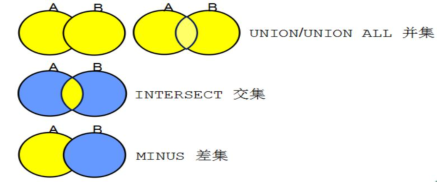 A B A B UNION/UNION ALL 并集
A B INTERSECT 交集
A B MINUS 差集